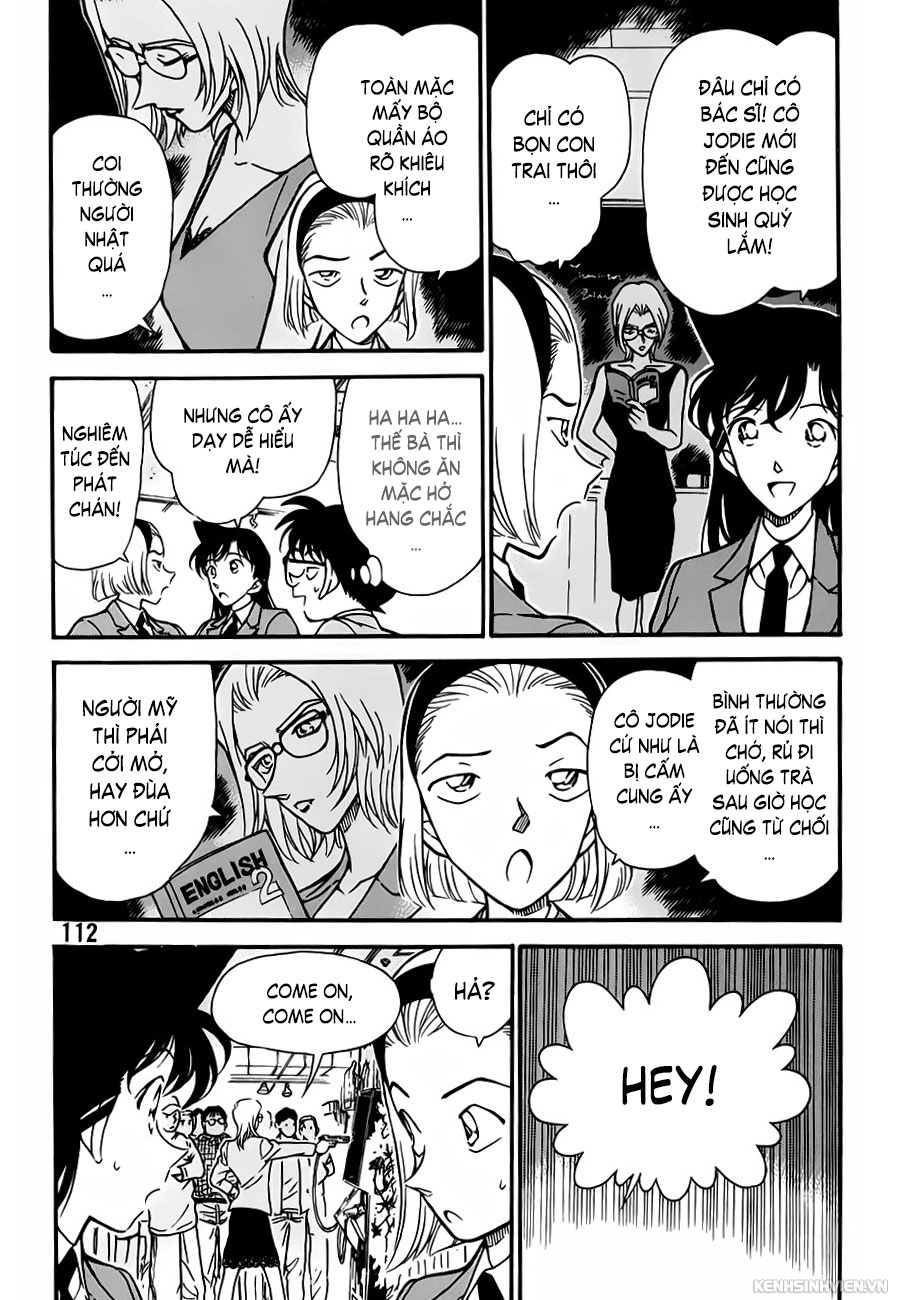 ĐÂU CHỈ CÓ
BÁC SĨ! CÔ
JODIE MỚI
ĐẾN CŨNG
ĐƯỢC HỌC
SINH QUÝ
LẮM!
CHỈ CÓ
BỌN CON
TRAI THÔI
...
TOÀN MẶC
MẤY BỘ
QUẦN ÁO
RÕ KHIÊU
KHÍCH
...
COI
THƯỜNG
NGƯỜI
NHẬT
QUÁ
...
HA HA HA...
THẾ BÀ THÌ
KHÔNG ĂN
MẶC HỞ
HANG CHẮC
...
NHƯNG CÔ ẤY
DẠY DỄ HIỂU
MÀ!
NGHIÊM
TÚC ĐẾN
PHÁT
CHÁN!
BÌNH THƯỜNG
ĐÃ ÍT NÓI THÌ
CHỚ, RỦ ĐI
UỐNG TRÀ
SAU GIỜ HỌC
CŨNG TỪ CHỐI
...
CÔ JODIE
CỨ NHƯ LÀ
BỊ CẤM
CUNG ẤY
...
NGƯỜI MỸ
THÌ PHẢI
CỞI MỞ,
HAY ĐÙA
HƠN CHỨ
...
ENGLISH
2
112
HEY!
HẢ?
COME ON,
COME ON...
KENHSINHVIEN.VN